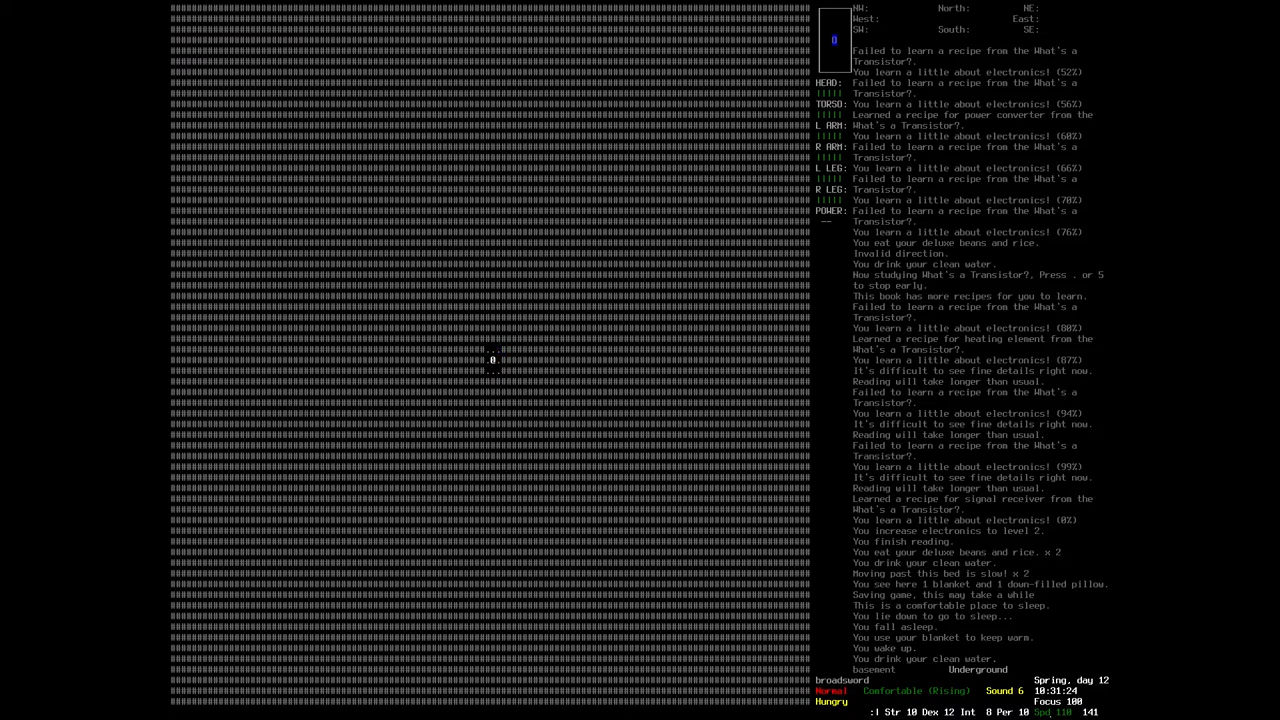 NW: North: NE:
West: East:
SW: South: SE:
0
Failed to learn a recipe from the What's a
Transistor?.
You learn a little about electronics! (52%)
HEAD: Failed to learn a recipe from the What's a
||||| Transistor?.
TORSO: You learn a little about electronics! (56%)
||||| Learned a recipe for power converter from the
L ARM: What's a Transistor?.
||||| You learn a little about electronics! (60%)
R ARM: Failed to learn a recipe from the What's a
||||| Transistor?.
L LEG: You learn a little about electronics! (66%)
||||| Failed to learn a recipe from the What's a
R LEG: Transistor?.
||||| You learn a little about electronics! (70%)
POWER: Failed to learn a recipe from the What's a
-- Transistor?.
You learn a little about electronics! (76%)
You eat your deluxe beans and rice.
Invalid direction.
You drink your clean water.
Now studying What's a Transistor?, Press . or 5
to stop early.
This book has more recipes for you to learn.
Failed to learn a recipe from the What's a
Transistor?.
You learn a little about electronics! (80%)
Learned a recipe for heating element from the
What's a Transistor?.
You learn a little about electronics! (87%)
It's difficult to see fine details right now.
Reading will take longer than usual.
Failed to learn a recipe from the What's a
Transistor?.
You learn a little about electronics! (94%)
It's difficult to see fine details right now.
Reading will take longer than usual.
Failed to learn a recipe from the What's a
Transistor?.
You learn a little about electronics! (99%)
It's difficult to see fine details right now.
Reading will take longer than usual.
Learned a recipe for signal receiver from the
What's a Transistor?.
You learn a little about electronics! (0%)
You increase electronics to level 2.
You finish reading.
You eat your deluxe beans and rice. x 2
You drink your clean water.
Moving past this bed is slow! x 2
You see here 1 blanket and 1 down-filled pillow.
Saving game, this may take a while
This is a comfortable place to sleep.
You lie down to go to sleep...
You fall asleep.
You use your blanket to keep warm.
You wake up.
You drink your clean water.
basement Underground
broadsword Spring, day 12
Normal Comfortable (Rising) Sound 6 10:31:24
Hungry Focus 100
:| Str 10 Dex 12 Int 8 Per 10 Spd 110 141